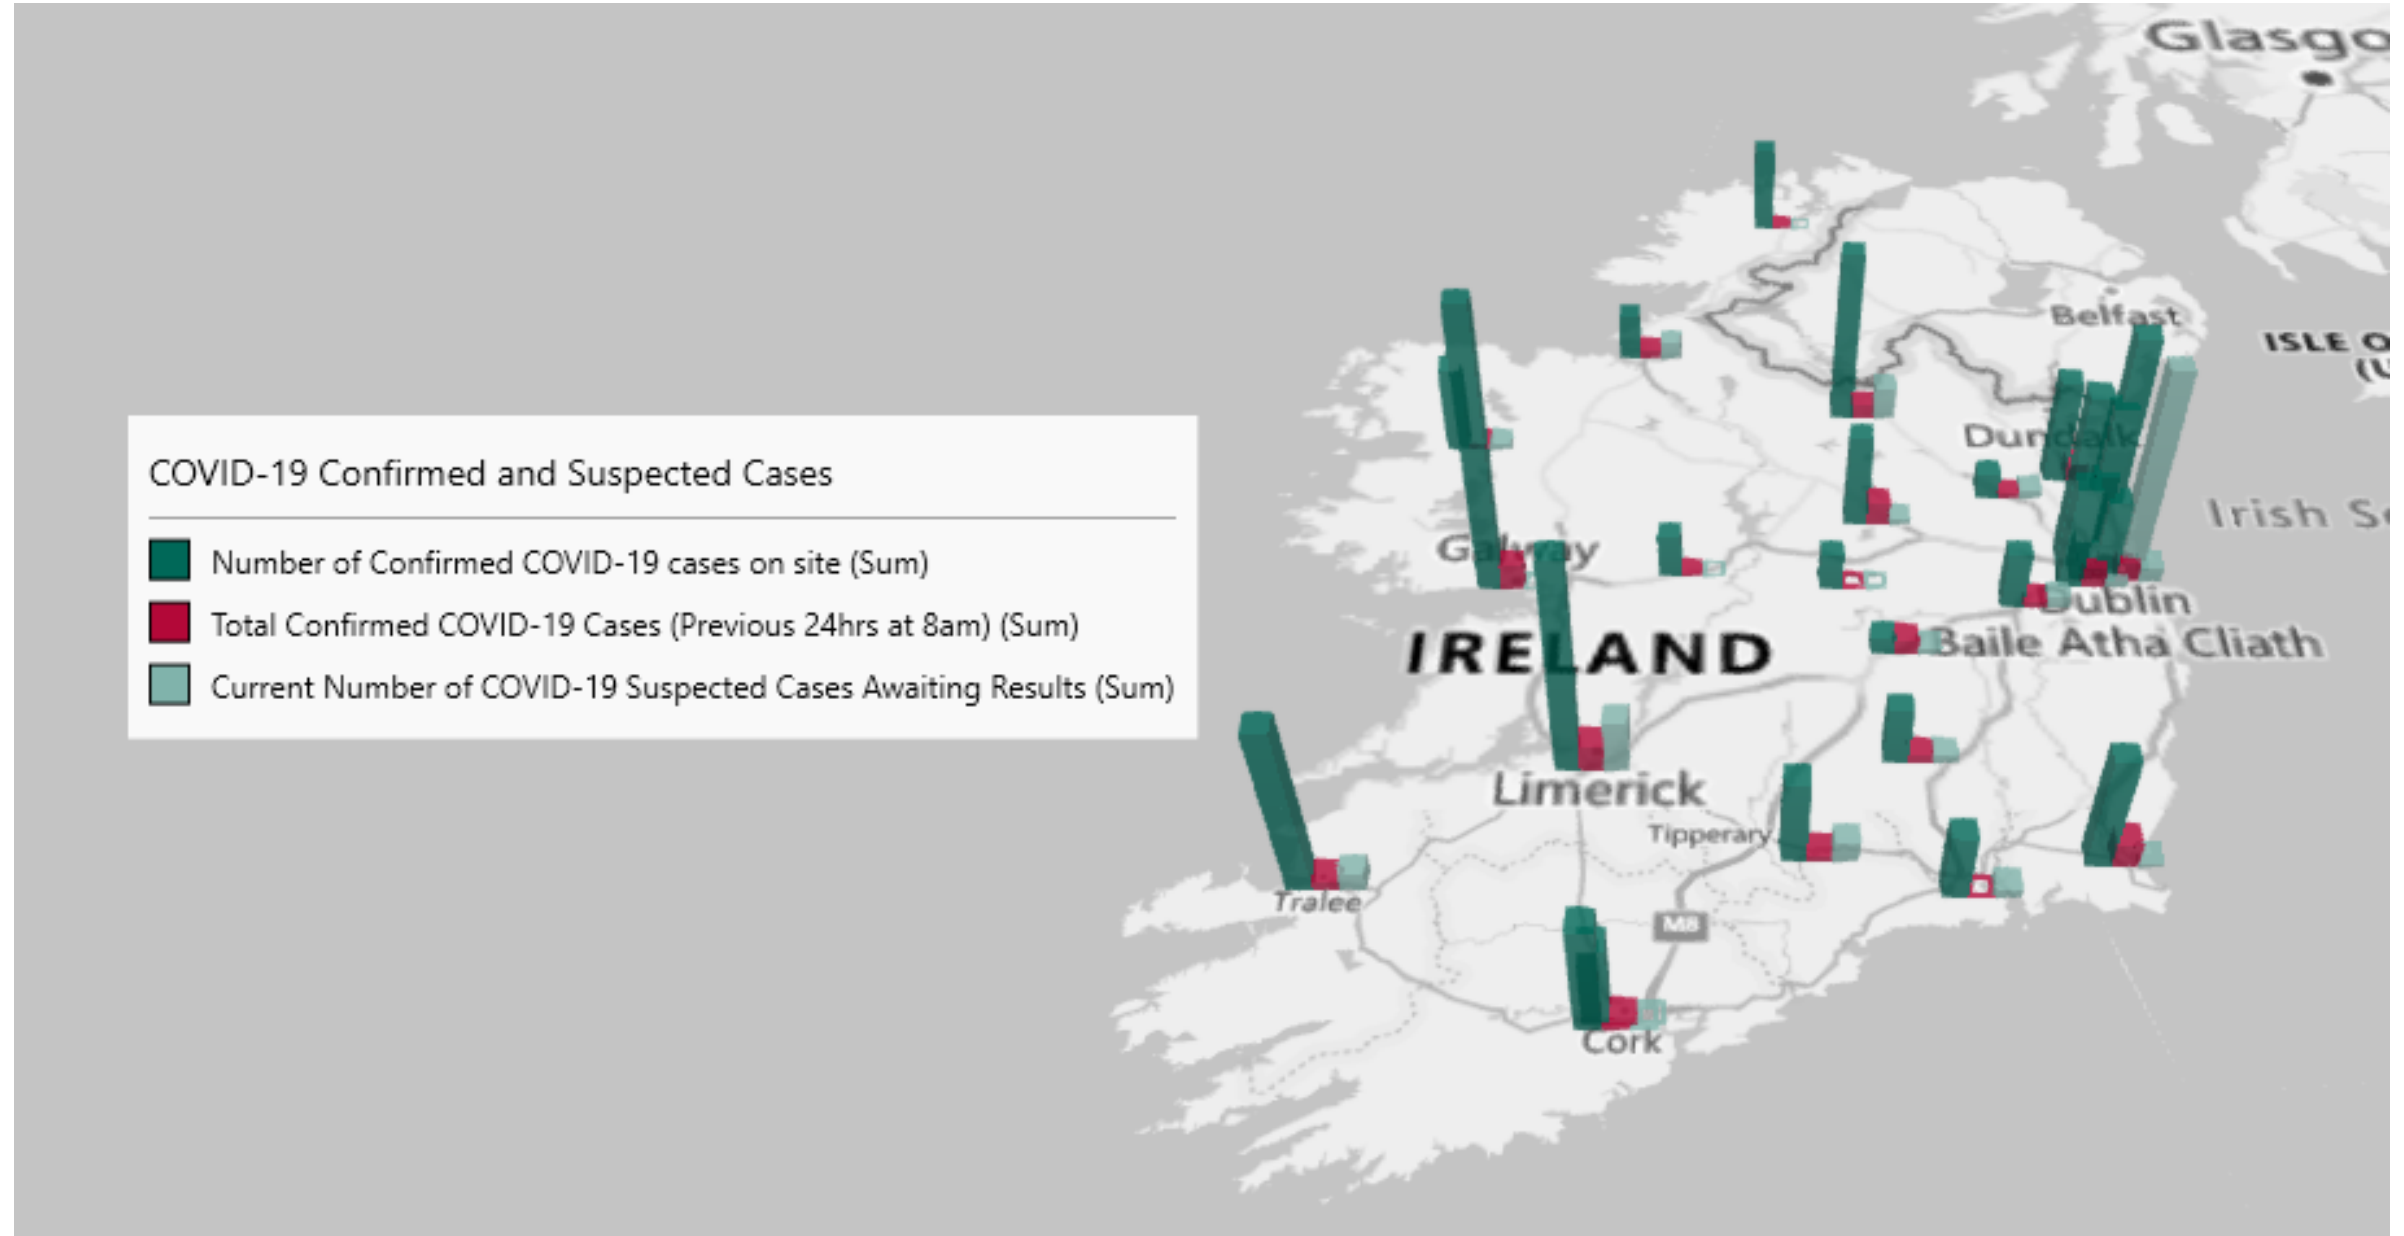 Glasgo
Belfast
ISLE O
(U
Dundalk
COVID-19 Confirmed and Suspected Cases
Number of Confirmed COVID-19 cases on site (Sum)
Total Confirmed COVID-19 Cases (Previous 24hrs at 8am) (Sum)
Current Number of COVID-19 Suspected Cases Awaiting Results (Sum)
Irish Se
Galway
Dublin
Baile Atha Cliath
IRELAND
Limerick
Tipperary
Tralee
M8
Cork